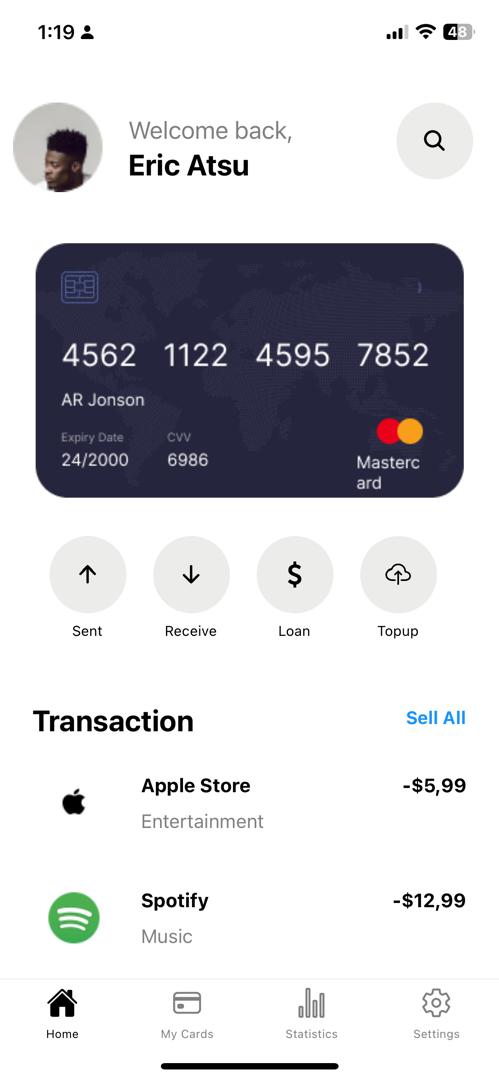 1:19
48
Welcome back,
Eric Atsu
4562 1122 4595 7852
AR Jonson
Expiry Date CVV
24/2000 6986
Masterc
ard
Sent Receive Loan Topup
Transaction Sell All
Apple Store -$5,99
Entertainment
Spotify -$12,99
Music
Home My Cards Statistics Settings